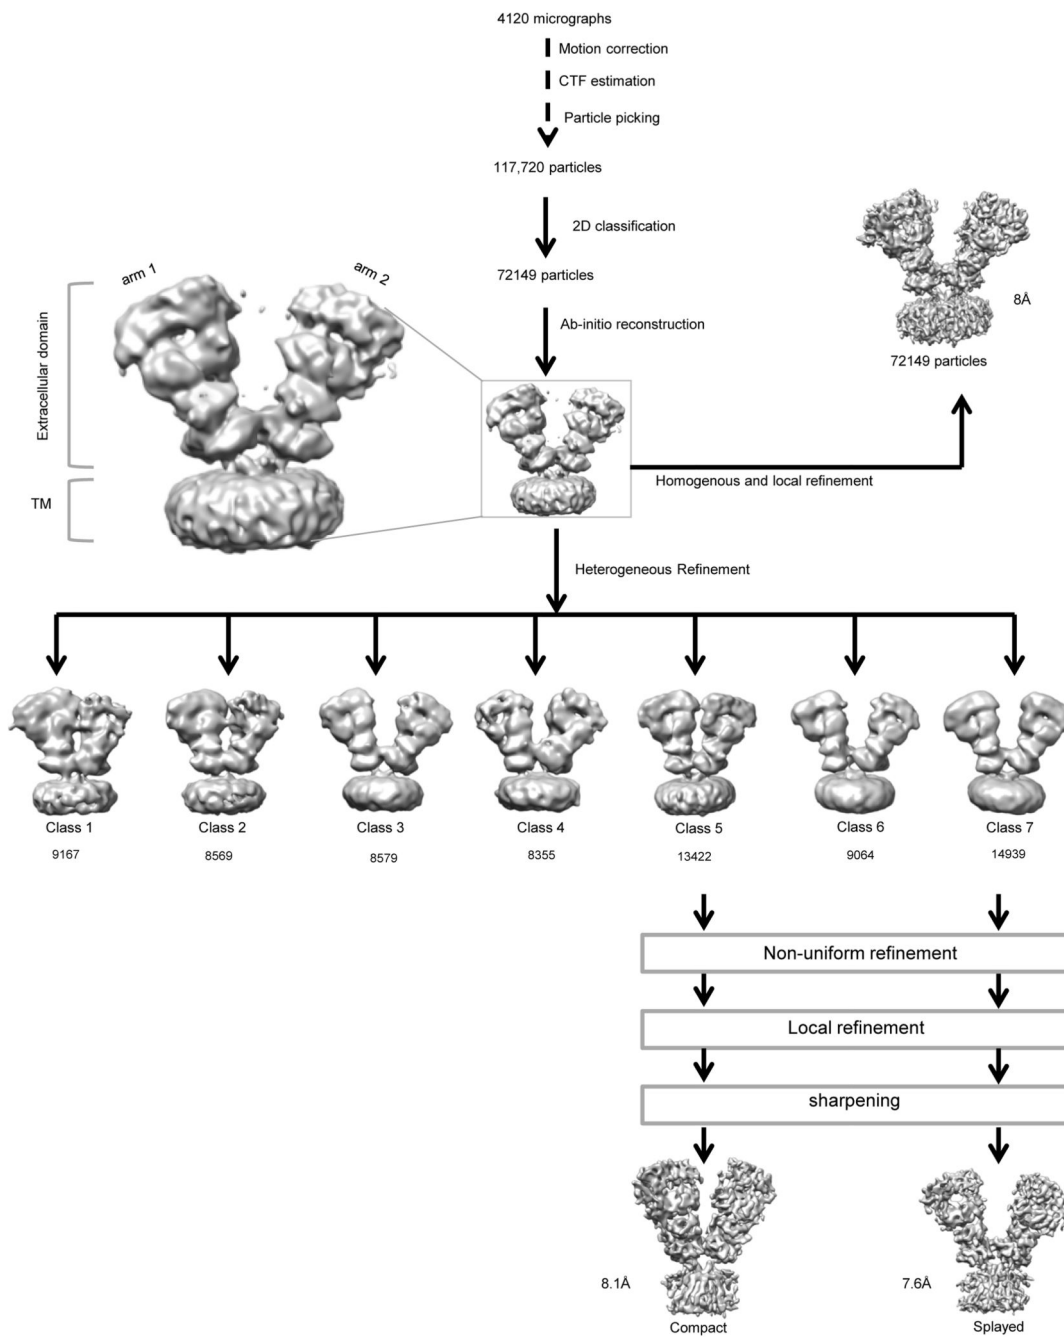 4120 micrographs
Motion correction
CTF estimation
Particle picking
117,720 particles
2D classification
72149 particles
Ab-initio reconstruction
arm 1
arm 2
Extracellular domain
TM
8Å
72149 particles
Homogenous and local refinement
Heterogeneous Refinement
Class 1
Class 2
Class 3
Class 4
Class 5
Class 6
Class 7
9167
8569
8579
8355
13422
9064
14939
Non-uniform refinement
Local refinement
sharpening
8.1Å
7.6Å
Compact
Splayed